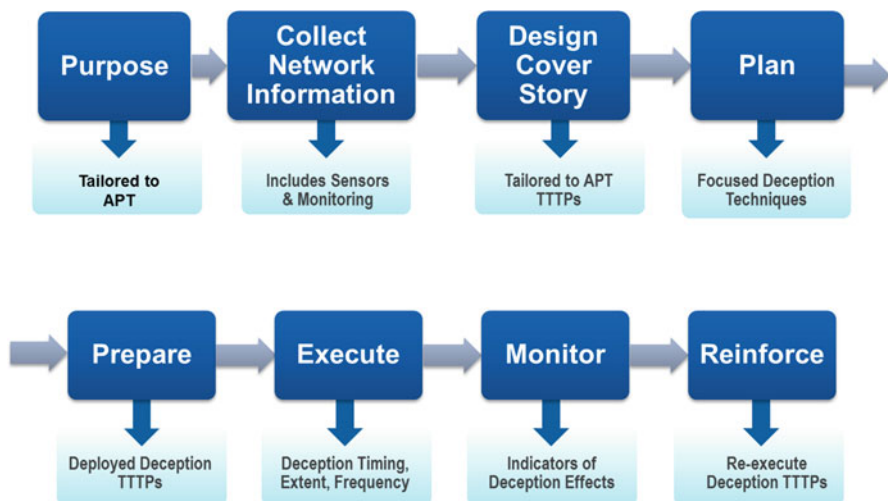 Purpose
Collect
Network
Information
Design
Cover
Story
Plan
Tailored to
APT
Includes Sensors
& Monitoring
Tailored to APT
TTTPs
Focused Deception
Techniques
Prepare
Execute
Monitor
Reinforce
Deployed Deception
TTTPs
Deception Timing,
Extent, Frequency
Indicators of
Deception Effects
Re-execute
Deception TTTPs